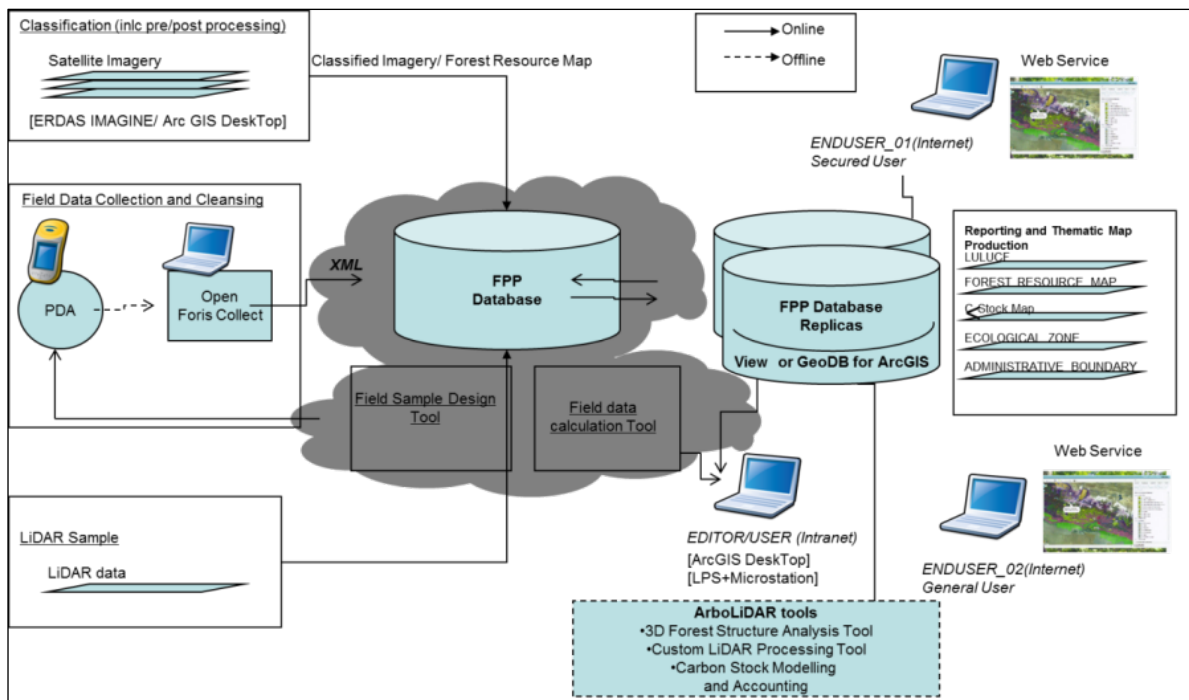 Classification (inlc pre/post processing)
Satellite Imagery
[ERDAS IMAGINE/ Arc GIS DeskTop]
Classified Imagery/ Forest Resource Map
Online
Offline
Web Service
ENDUSER_01(Internet)
Secured User
Field Data Collection and Cleansing
PDA
Open
Foris Collect
XML
FPP
Database
FPP Database
Replicas
View or GeoDB for ArcGIS
Reporting and Thematic Map
Production
LULUCF
FOREST RESOURCE MAP
C-Stock Map
ECOLOGICAL ZONE
ADMINISTRATIVE BOUNDARY
Field Sample Design
Tool
Field data
calculation Tool
LiDAR Sample
LiDAR data
EDITOR/USER (Intranet)
[ArcGIS DeskTop]
[LPS+Microstation]
Web Service
ENDUSER_02(Internet)
General User
ArboLiDAR tools
•3D Forest Structure Analysis Tool
•Custom LiDAR Processing Tool
•Carbon Stock Modelling
and Accounting